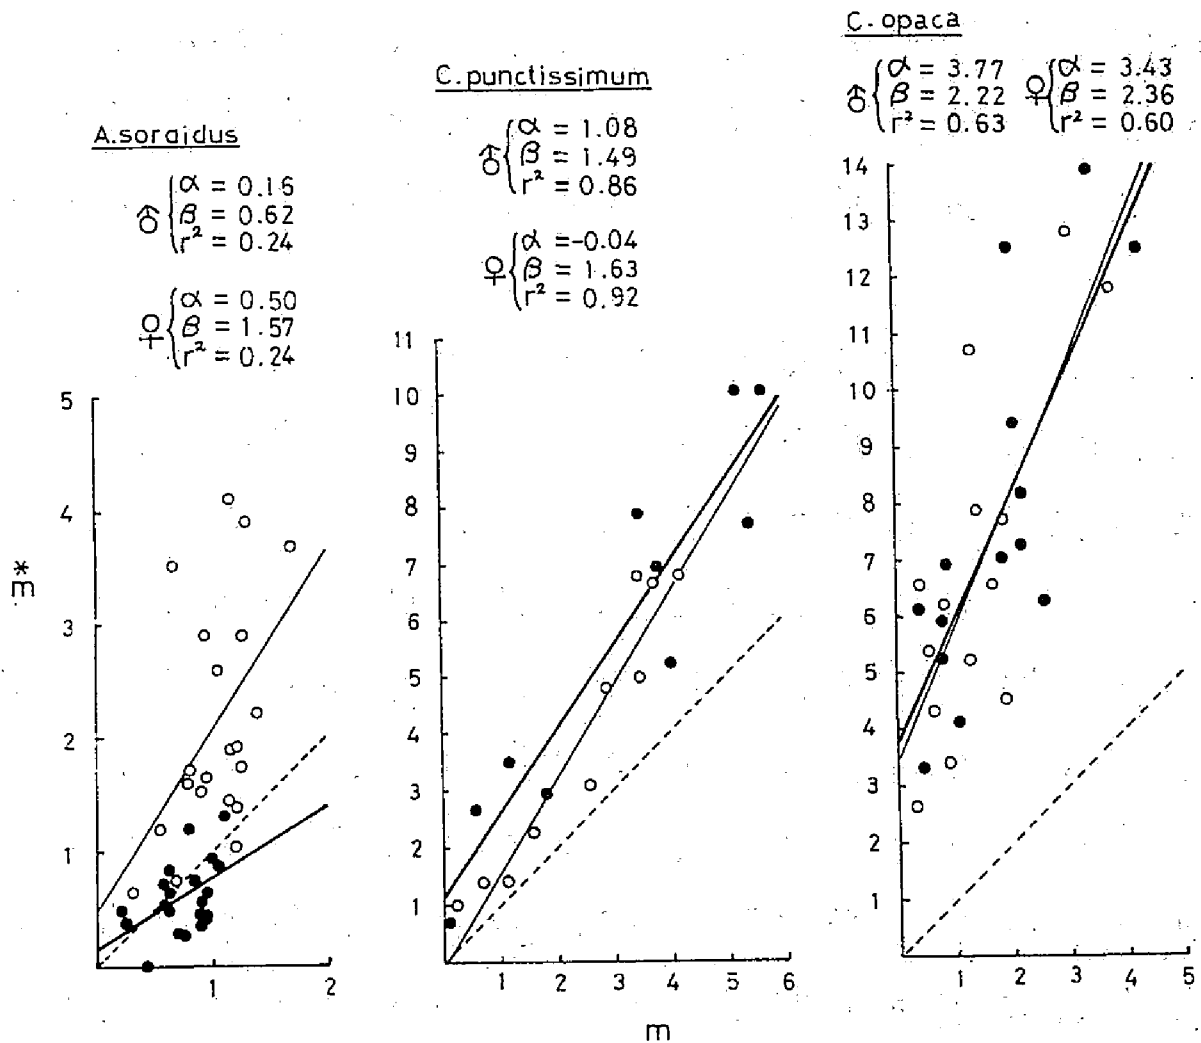 A.soraidus
♂ { α = 0.16
β = 0.62
r² = 0.24
♀ { α = 0.50
β = 1.57
r² = 0.24
5
4
3
2
1
1 2
m*
C.punctissimum
♂ { α = 1.08
β = 1.49
r² = 0.86
♀ { α =-0.04
β = 1.63
r² = 0.92
11
10
9
8
7
6
5
4
3
2
1
1 2 3 4 5 6
m
C.opaca
♂ { α = 3.77 ♀ { α = 3.43
β = 2.22 β = 2.36
r² = 0.63 r² = 0.60
14
13
12
11
10
9
8
7
6
5
4
3
2
1
1 2 3 4 5